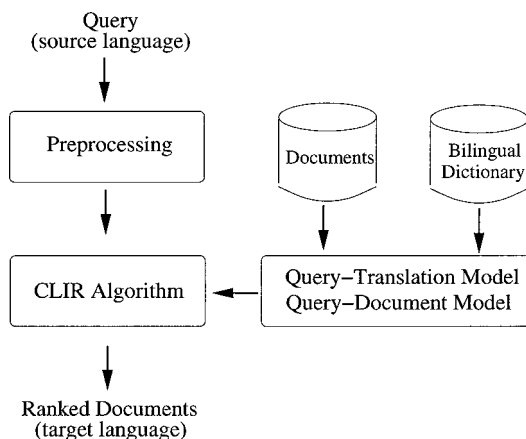 Query
(source language)
Preprocessing
Documents
Bilingual
Dictionary
CLIR Algorithm
Query−Translation Model
Query−Document Model
Ranked Documents
(target language)